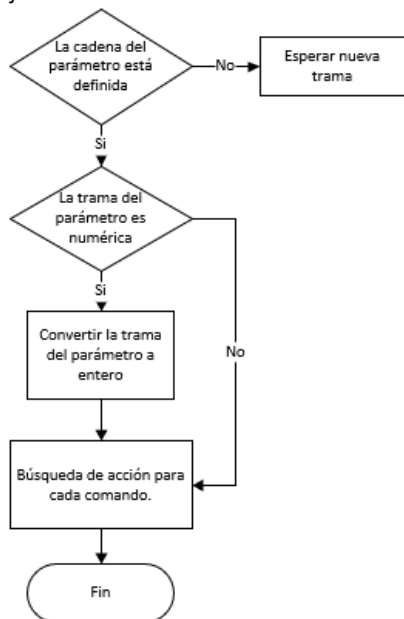 La cadena del
parámetro está
definida
No
Esperar nueva
trama
Si
La trama del
parámetro es
numérica
Si
No
Convertir la trama
del parámetro a
entero
Búsqueda de acción para
cada comando.
Fin